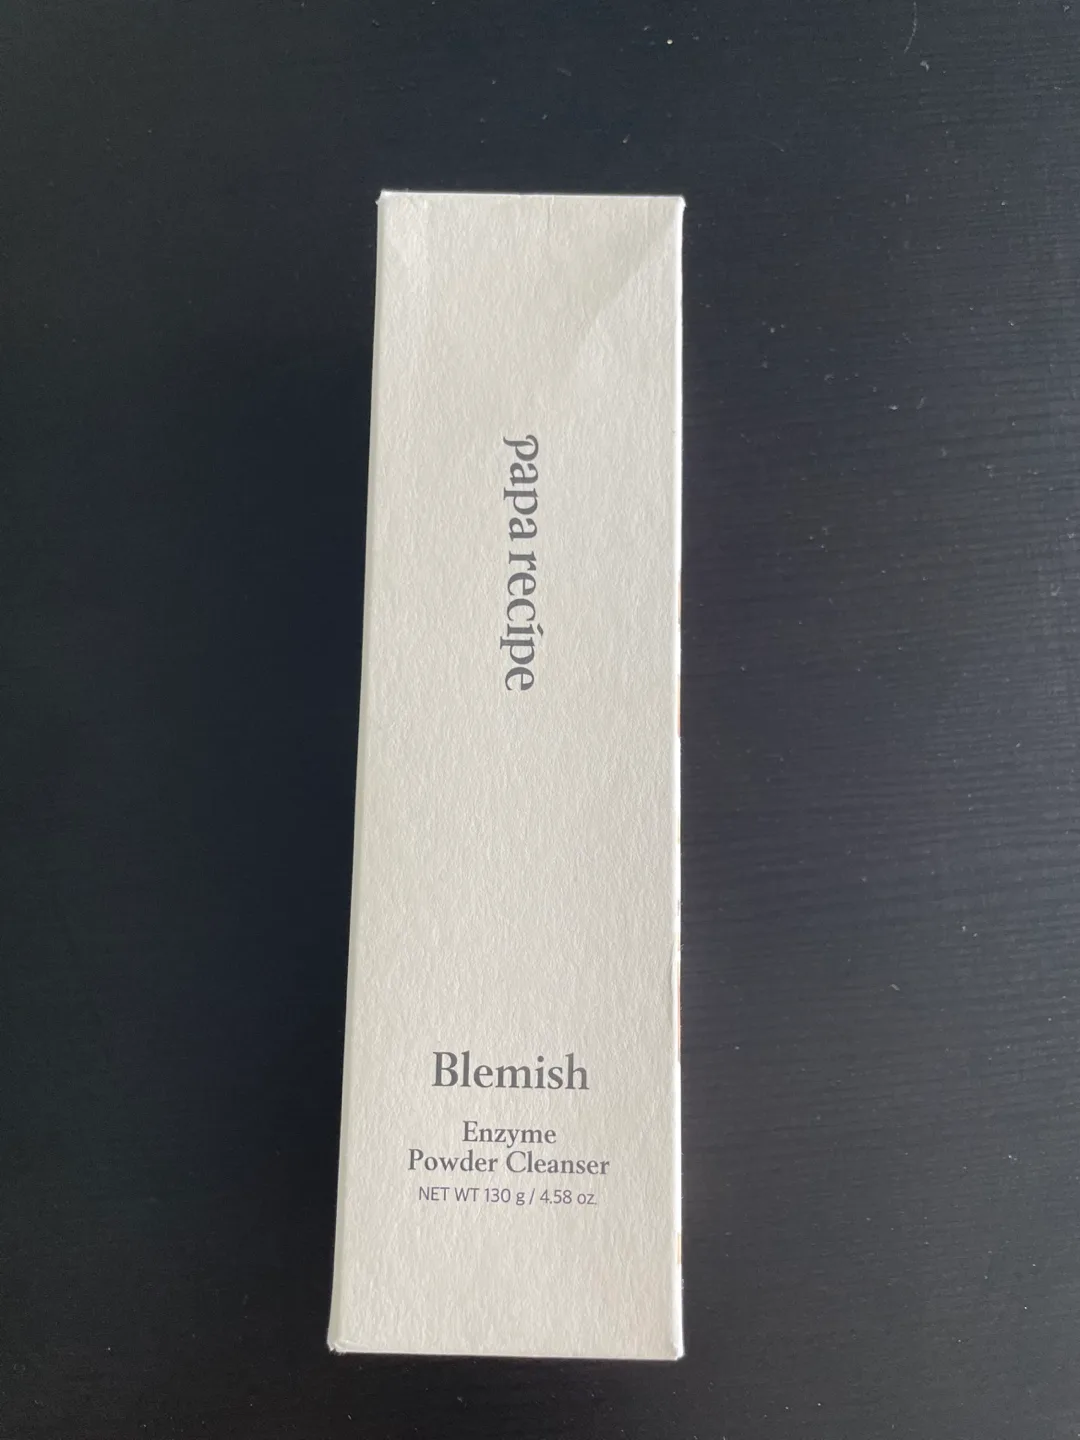 papa recipe
Blemish
Enzyme
Powder Cleanser
NET WT 130 g / 4.58 oz.